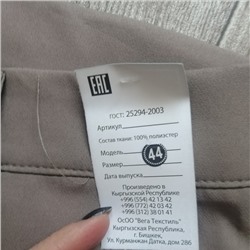 EAC
ГОСТ: 25294-2003
Артикул
Состав ткани: 100% полиэстер
Модель
Размер 44
Дата выпуска
Произведено в
Кыргызской Республике
+996 (554) 42 13 42
+996 (772) 42 03 42
+996 (312) 38 01 41
ОсОО "Вега Текстиль"
Кыргызская Республика,
г. Бишкек,
Ул. Курманжан Датка, дом 286